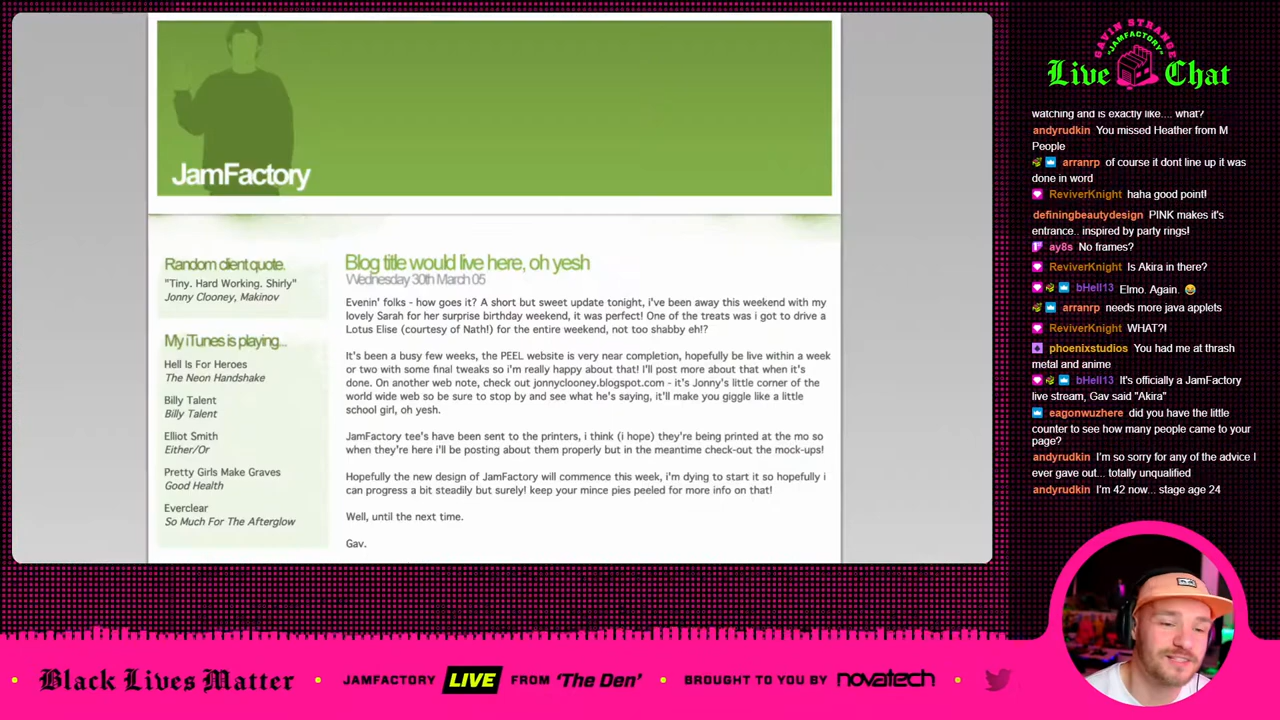 JamFactory
Random client quote.
"Tiny. Hard Working. Shirly"
Jonny Clooney, Makinov
My iTunes is playing...
Hell Is For Heroes
The Neon Handshake
Billy Talent
Billy Talent
Elliot Smith
Either/Or
Pretty Girls Make Graves
Good Health
Everclear
So Much For The Afterglow
Blog title would live here, oh yesh
Wednesday 30th March 05
Evenin' folks - how goes it? A short but sweet update tonight, i've been away this weekend with my
lovely Sarah for her surprise birthday weekend, it was perfect! One of the treats was i got to drive a
Lotus Elise (courtesy of Nath!) for the entire weekend, not too shabby eh!?
It's been a busy few weeks, the PEEL website is very near completion, hopefully be live within a week
or two with some final tweaks so i'm really happy about that! I'll post more about that when it's
done. On another web note, check out jonnyclooney.blogspot.com - it's Jonny's little corner of the
world wide web so be sure to stop by and see what he's saying, it'll make you giggle like a little
school girl, oh yesh.
JamFactory tee's have been sent to the printers, i think (i hope) they're being printed at the mo so
when they're here i'll be posting about them properly but in the meantime check-out the mock-ups!
Hopefully the new design of JamFactory will commence this week, i'm dying to start it so hopefully i
can progress a bit steadily but surely! keep your mince pies peeled for more info on that!
Well, until the next time.
Gav.
GAVIN STRANGE
"JAMFACTORY"
Live Chat
watching and is exactly like.... what?
andyrudkin You missed Heather from M
People
arranrp of course it dont line up it was
done in word
ReviverKnight haha good point!
definingbeautydesign PINK makes it's
entrance.. inspired by party rings!
ay8s No frames?
ReviverKnight Is Akira in there?
bHell13 Elmo. Again. 😂
arranrp needs more java applets
ReviverKnight WHAT?!
phoenixstudios You had me at thrash
metal and anime
bHell13 It's officially a JamFactory
live stream, Gav said "Akira"
eagonwuzhere did you have the little
counter to see how many people came to your
page?
andyrudkin I'm so sorry for any of the advice I
ever gave out... totally unqualified
andyrudkin I'm 42 now... stage age 24
Black Lives Matter
JAMFACTORY LIVE FROM 'The Den'
BROUGHT TO YOU BY novatech